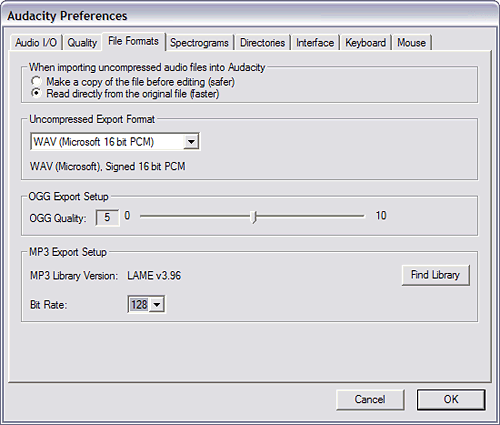 Audacity Preferences
Audio I/O Quality File Formats Spectrograms Directories Interface Keyboard Mouse
When importing uncompressed audio files into Audacity
Make a copy of the file before editing (safer)
Read directly from the original file (faster)
Uncompressed Export Format
WAV (Microsoft 16 bit PCM)
WAV (Microsoft), Signed 16 bit PCM
OGG Export Setup
OGG Quality: 5 0 10
MP3 Export Setup
MP3 Library Version: LAME v3.96 Find Library
Bit Rate: 128
Cancel OK